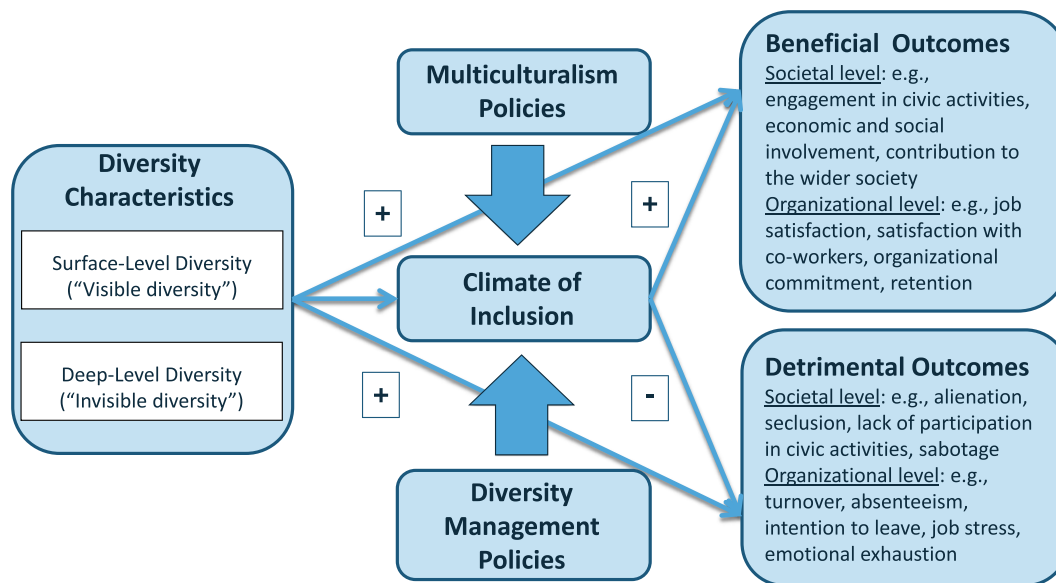 Diversity
Characteristics
Surface-Level Diversity
(“Visible diversity”)
Deep-Level Diversity
(“Invisible diversity”)
Multiculturalism
Policies
+
+
Climate of
Inclusion
+
-
Diversity
Management
Policies
Beneficial Outcomes
Societal level: e.g.,
engagement in civic activities,
economic and social
involvement, contribution to
the wider society
Organizational level: e.g., job
satisfaction, satisfaction with
co-workers, organizational
commitment, retention
Detrimental Outcomes
Societal level: e.g., alienation,
seclusion, lack of participation
in civic activities, sabotage
Organizational level: e.g.,
turnover, absenteeism,
intention to leave, job stress,
emotional exhaustion